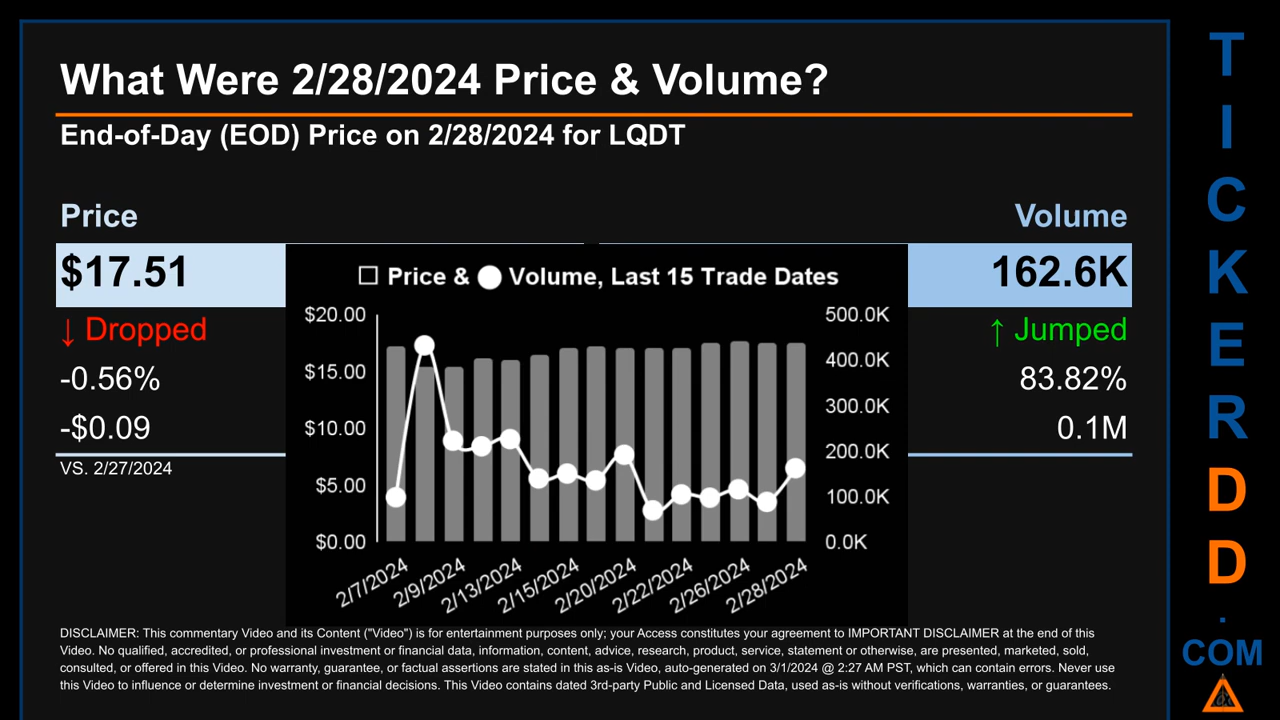 What Were 2/28/2024 Price & Volume?
End-of-Day (EOD) Price on 2/28/2024 for LQDT
Price
Volume
$17.51
162.6K
↓ Dropped
↑ Jumped
-0.56%
83.82%
-$0.09
0.1M
VS. 2/27/2024
Price & Volume, Last 15 Trade Dates
$20.00
$15.00
$10.00
$5.00
$0.00
500.0K
400.0K
300.0K
200.0K
100.0K
0.0K
2/7/2024
2/9/2024
2/13/2024
2/15/2024
2/20/2024
2/22/2024
2/26/2024
2/28/2024
DISCLAIMER: This commentary Video and its Content ("Video") is for entertainment purposes only; your Access constitutes your agreement to IMPORTANT DISCLAIMER at the end of this
Video. No qualified, accredited, or professional investment or financial data, information, content, advice, research, product, service, statement or otherwise, are presented, marketed, sold,
consulted, or offered in this Video. No warranty, guarantee, or factual assertions are stated in this as-is Video, auto-generated on 3/1/2024 @ 2:27 AM PST, which can contain errors. Never use
this Video to influence or determine investment or financial decisions. This Video contains dated 3rd-party Public and Licensed Data, used as-is without verifications, warranties, or guarantees.
T
I
C
K
E
R
D
D
.
COM